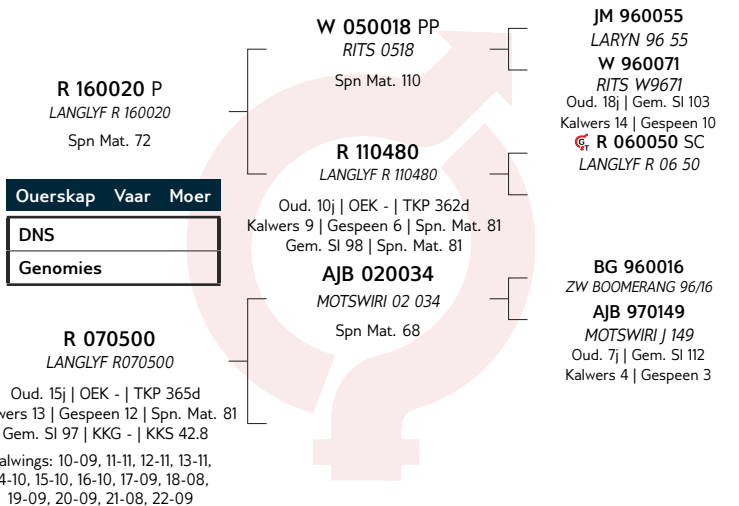 R 160020 P
LANGLYF R 160020
Spn Mat. 72
Ouerskap Vaar Moer
DNS
Genomies
R 070500
LANGLYF R070500
Oud. 15j | OEK - | TKP 365d
wers 13 | Gespeen 12 | Spn. Mat. 81
Gem. SI 97 | KKG - | KKS 42.8
alwings: 10-09, 11-11, 12-11, 13-11,
4-10, 15-10, 16-10, 17-09, 18-08,
19-09, 20-09, 21-08, 22-09
W 050018 PP
RITS 0518
Spn Mat. 110
R 110480
LANGLYF R 110480
Oud. 10j | OEK - | TKP 362d
Kalwers 9 | Gespeen 6 | Spn. Mat. 81
Gem. SI 98 | Spn. Mat. 81
AJB 020034
MOTSWIRI 02 034
Spn Mat. 68
JM 960055
LARYN 96 55
W 960071
RITS W9671
Oud. 18j | Gem. SI 103
Kalwers 14 | Gespeen 10
R 060050 SC
LANGLYF R 06 50
BG 960016
ZW BOOMERANG 96/16
AJB 970149
MOTSWIRI J 149
Oud. 7j | Gem. SI 112
Kalwers 4 | Gespeen 3